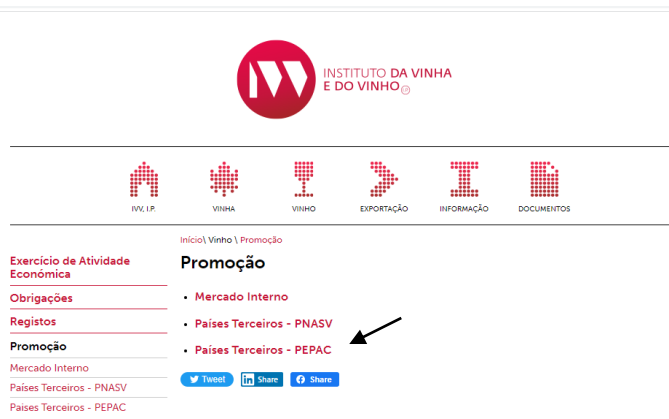 INSTITUTO DA VINHA
E DO VINHO
IVV, I.P.
VINHA
VINHO
EXPORTAÇÃO
INFORMAÇÃO
DOCUMENTOS
Início\ Vinho \ Promoção
Exercício de Atividade
Económica
Obrigações
Registos
Promoção
Mercado Interno
Países Terceiros - PNASV
Países Terceiros - PEPAC
Promoção
• Mercado Interno
• Países Terceiros - PNASV
• Países Terceiros - PEPAC
Tweet
in Share
Share